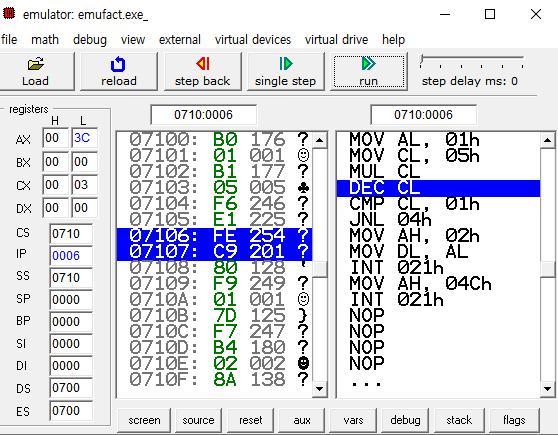 emulator: emufact.exe_
file math debug view external virtual devices virtual drive help
Load reload step back single step run step delay ms: 0
registers
H L
AX 00 3C
BX 00 00
CX 00 03
DX 00 00
CS 0710
IP 0006
SS 0710
SP 0000
BP 0000
SI 0000
DI 0000
DS 0700
ES 0700
0710:0006
07100: B0 176 ?
07101: 01 001 ☺
07102: B1 177 ?
07103: 05 005 ♣
07104: F6 246 ?
07105: E1 225 ?
07106: FE 254 ?
07107: C9 201 ?
07108: 80 128
07109: F9 249 ?
0710A: 01 001 ☺
0710B: 7D 125 }
0710C: F7 247 ?
0710D: B4 180 ?
0710E: 02 002 ☻
0710F: 8A 138 ?
0710:0006
MOV AL, 01h
MOV CL, 05h
MUL CL
DEC CL
CMP CL, 01h
JNL 04h
MOV AH, 02h
MOV DL, AL
INT 021h
MOV AH, 04Ch
INT 021h
NOP
NOP
NOP
NOP
...
screen source reset aux vars debug stack flags